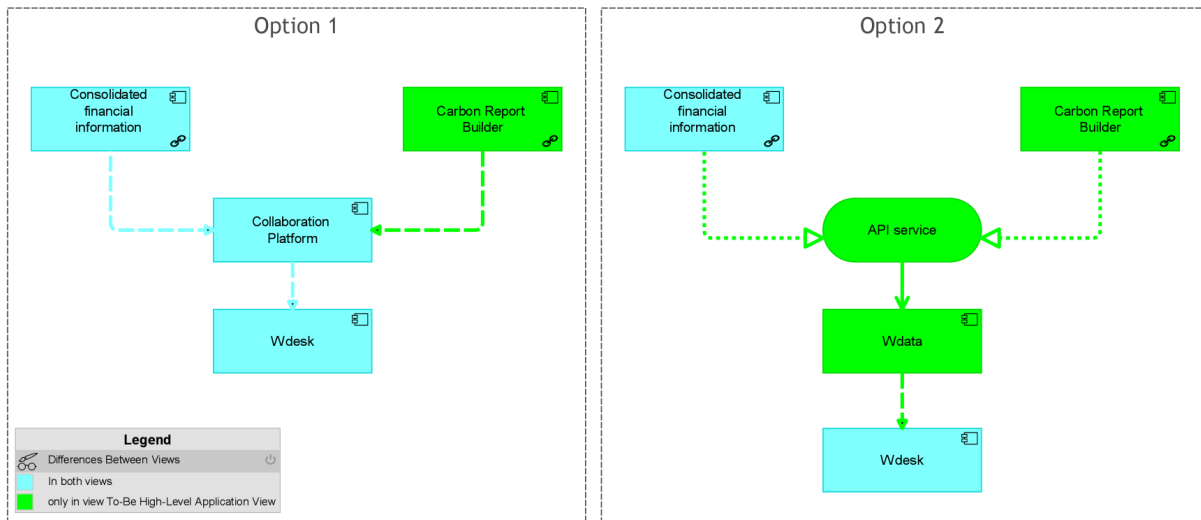 Option 1
Consolidated
financial
information
Carbon Report
Builder
Collaboration
Platform
Wdesk
Legend
Differences Between Views
In both views
only in view To-Be High-Level Application View
Option 2
Consolidated
financial
information
Carbon Report
Builder
API service
Wdata
Wdesk